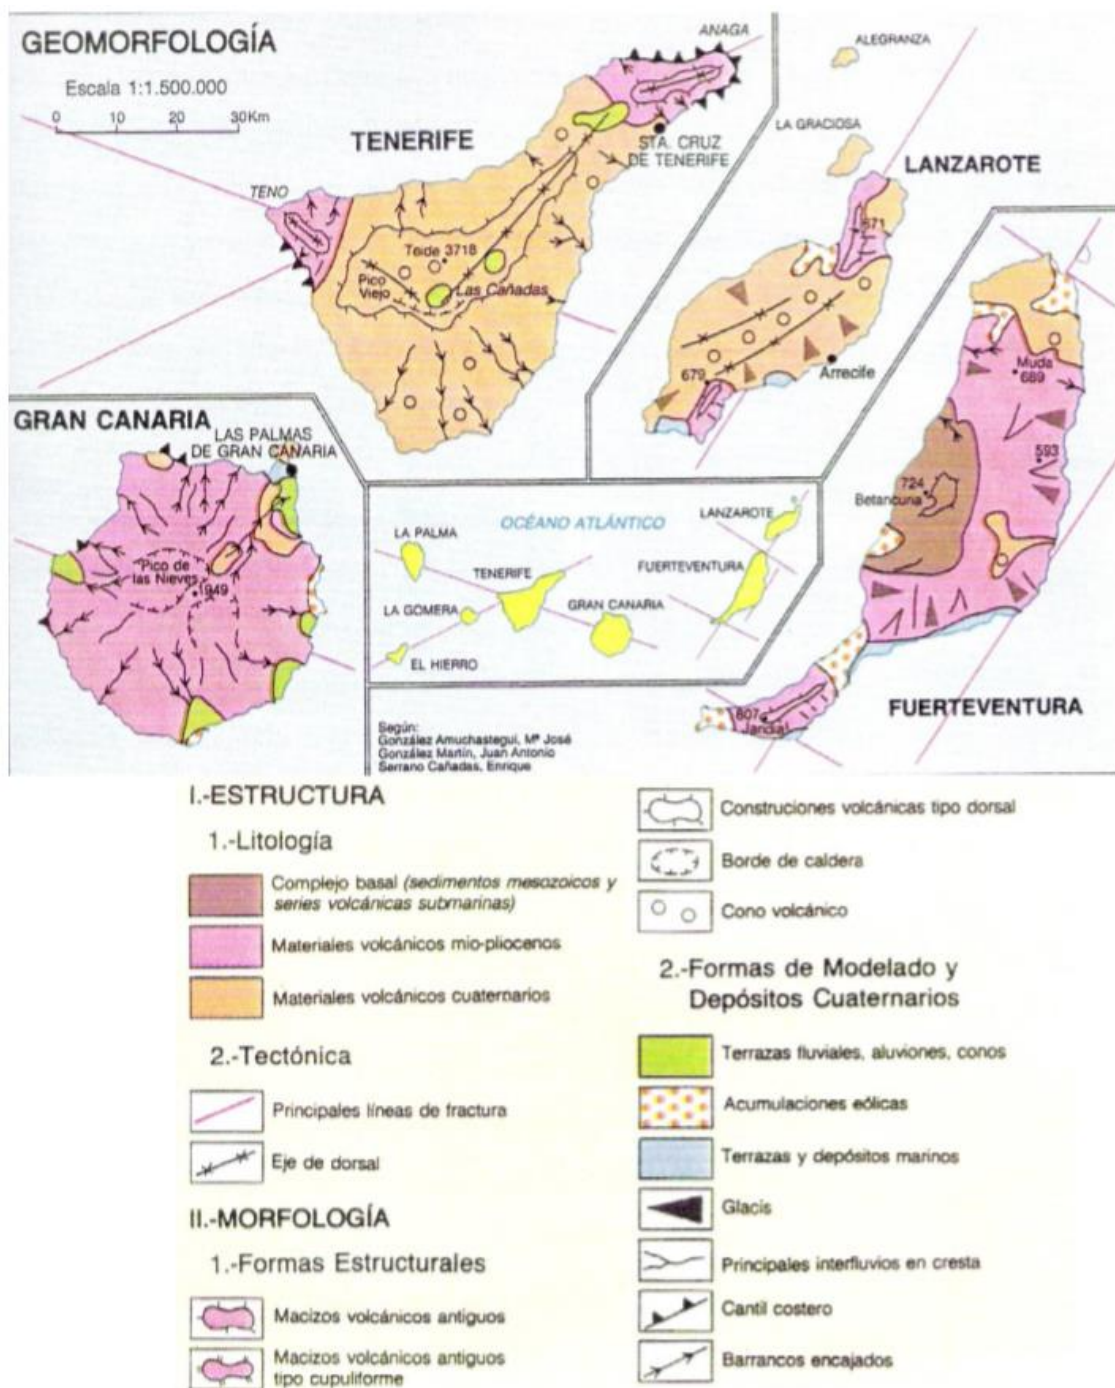 GEOMORFOLOGÍA
Escala 1:1.500.000
0 10 20 30Km
TENERIFE
ANAGA
STA. CRUZ
DE TENERIFE
TENO
Teide 3718
Pico
Viejo
Las Cañadas
ALEGRANZA
LA GRACIOSA
LANZAROTE
671
679
Arrecife
GRAN CANARIA
LAS PALMAS
DE GRAN CANARIA
Pico de
las Nieves
1949
OCÉANO ATLÁNTICO
LA PALMA
TENERIFE
LA GOMERA
EL HIERRO
GRAN CANARIA
LANZAROTE
FUERTEVENTURA
Muda
689
593
724
Betancuria
807
Jandía
FUERTEVENTURA
Según:
González Amuchastegui, Mª José
González Martín, Juan Antonio
Serrano Cañadas, Enrique
I.-ESTRUCTURA
1.-Litología
Complejo basal (sedimentos mesozoicos y
series volcánicas submarinas)
Materiales volcánicos mio-pliocenos
Materiales volcánicos cuaternarios
2.-Tectónica
Principales líneas de fractura
Eje de dorsal
II.-MORFOLOGÍA
1.-Formas Estructurales
Macizos volcánicos antiguos
Macizos volcánicos antiguos
tipo cupuliforme
Construciones volcánicas tipo dorsal
Borde de caldera
Cono volcánico
2.-Formas de Modelado y
Depósitos Cuaternarios
Terrazas fluviales, aluviones, conos
Acumulaciones eólicas
Terrazas y depósitos marinos
Glacis
Principales interfluvios en cresta
Cantil costero
Barrancos encajados